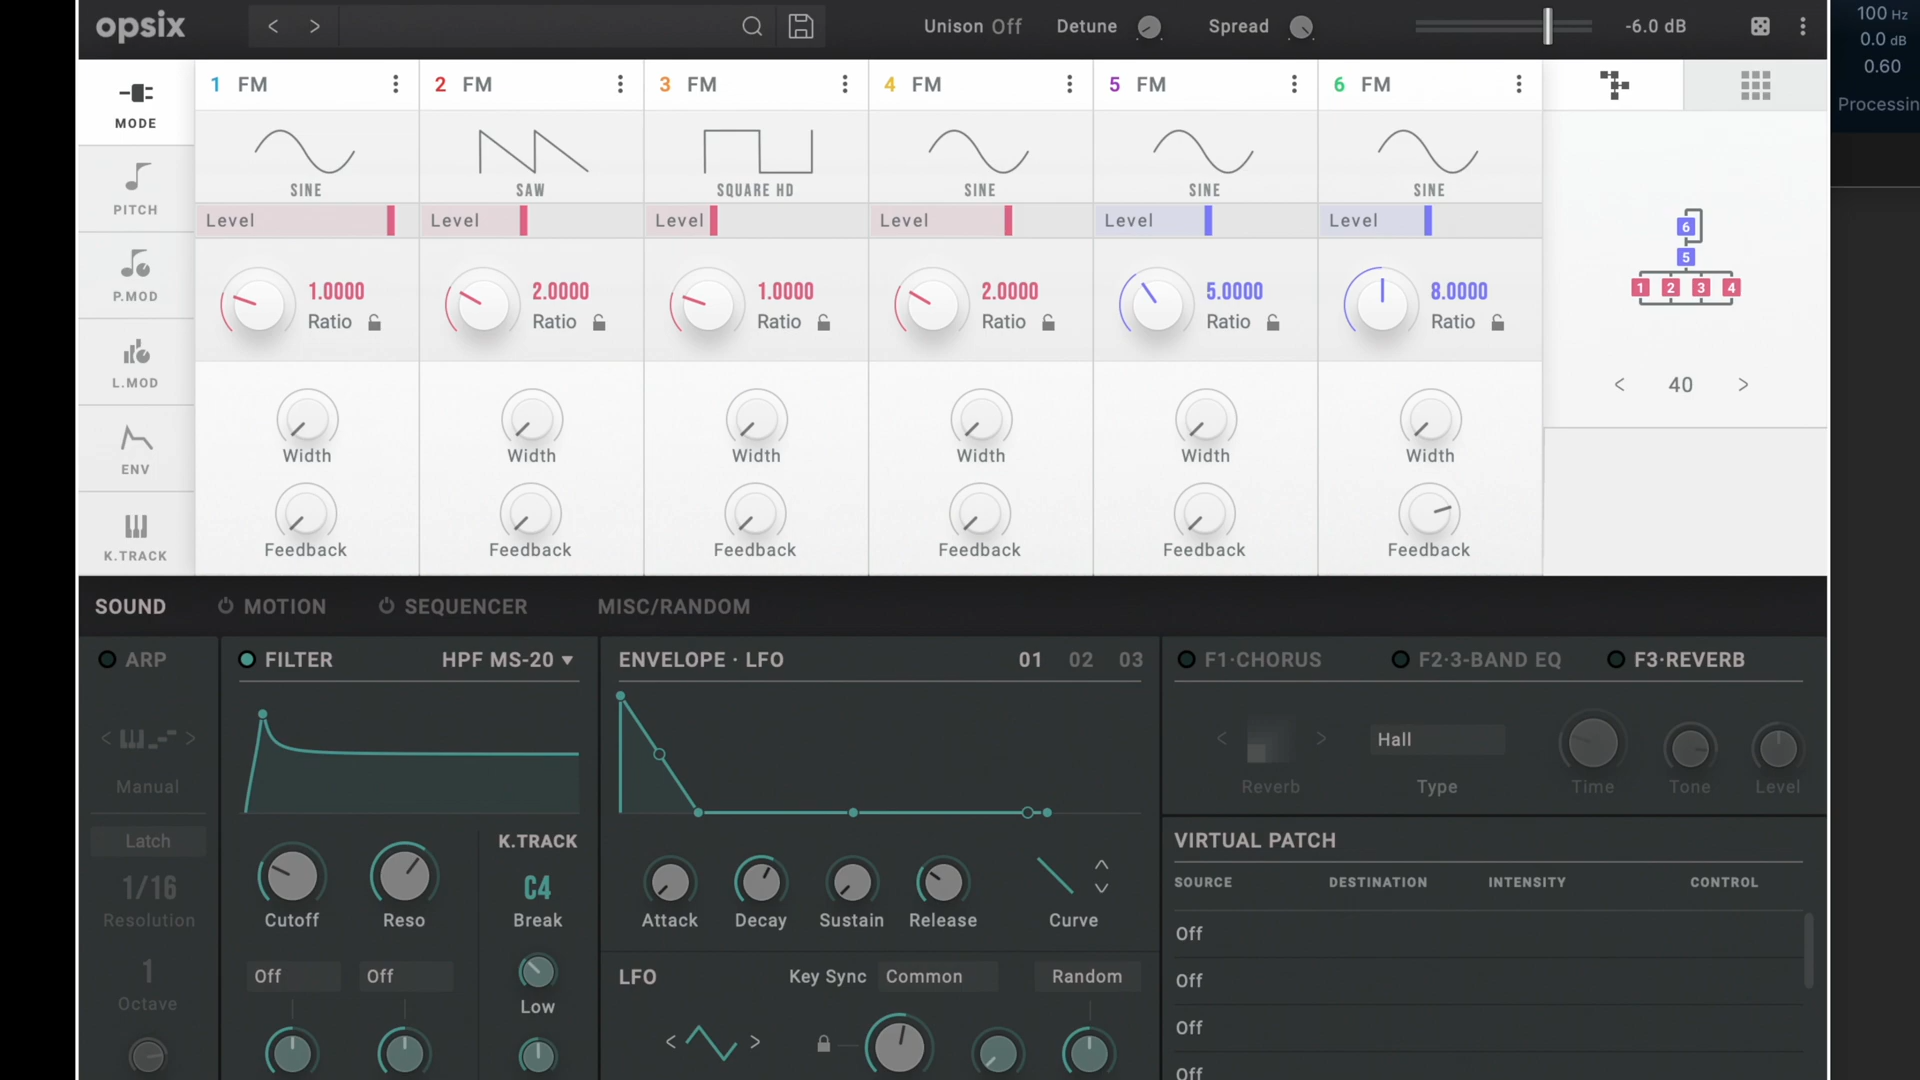 opsix
Unison Off Detune Spread -6.0 dB
100 Hz
0.0 dB
0.60
Processin
MODE
PITCH
P.MOD
L.MOD
ENV
K.TRACK
1 FM 2 FM 3 FM 4 FM 5 FM 6 FM
SINE SAW SQUARE HD SINE SINE SINE
Level Level Level Level Level Level
1.0000 2.0000 1.0000 2.0000 5.0000 8.0000
Ratio Ratio Ratio Ratio Ratio Ratio
Width Width Width Width Width Width
Feedback Feedback Feedback Feedback Feedback Feedback
6
5
1 2 3 4
< 40 >
SOUND MOTION SEQUENCER MISC/RANDOM
ARP
Manual
Latch
1/16
Resolution
1
Octave
FILTER HPF MS-20
Cutoff Reso
K.TRACK
C4
Break
Off Off
Low
ENVELOPE · LFO 01 02 03
Attack Decay Sustain Release Curve
LFO Key Sync Common Random
F1·CHORUS F2·3-BAND EQ F3·REVERB
Hall
Reverb Type Time Tone Level
VIRTUAL PATCH
SOURCE DESTINATION INTENSITY CONTROL
Off
Off
Off
Off